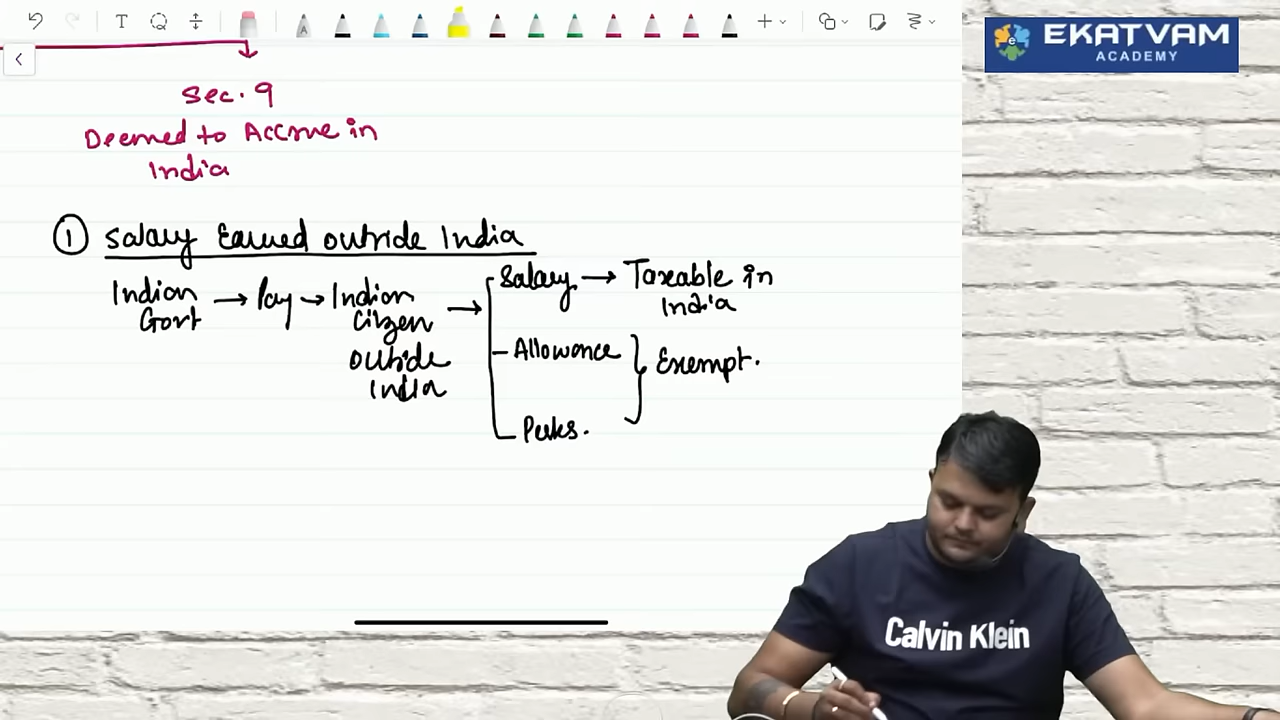 EKATVAM
ACADEMY
Sec. 9
Deemed to Accrue in
India
① Salary Earned outside India
Indian Govt → Pay → Indian Citizen outside India →
Salary → Taxable in India
Allowance
Perks.
Exempt.
Calvin Klein